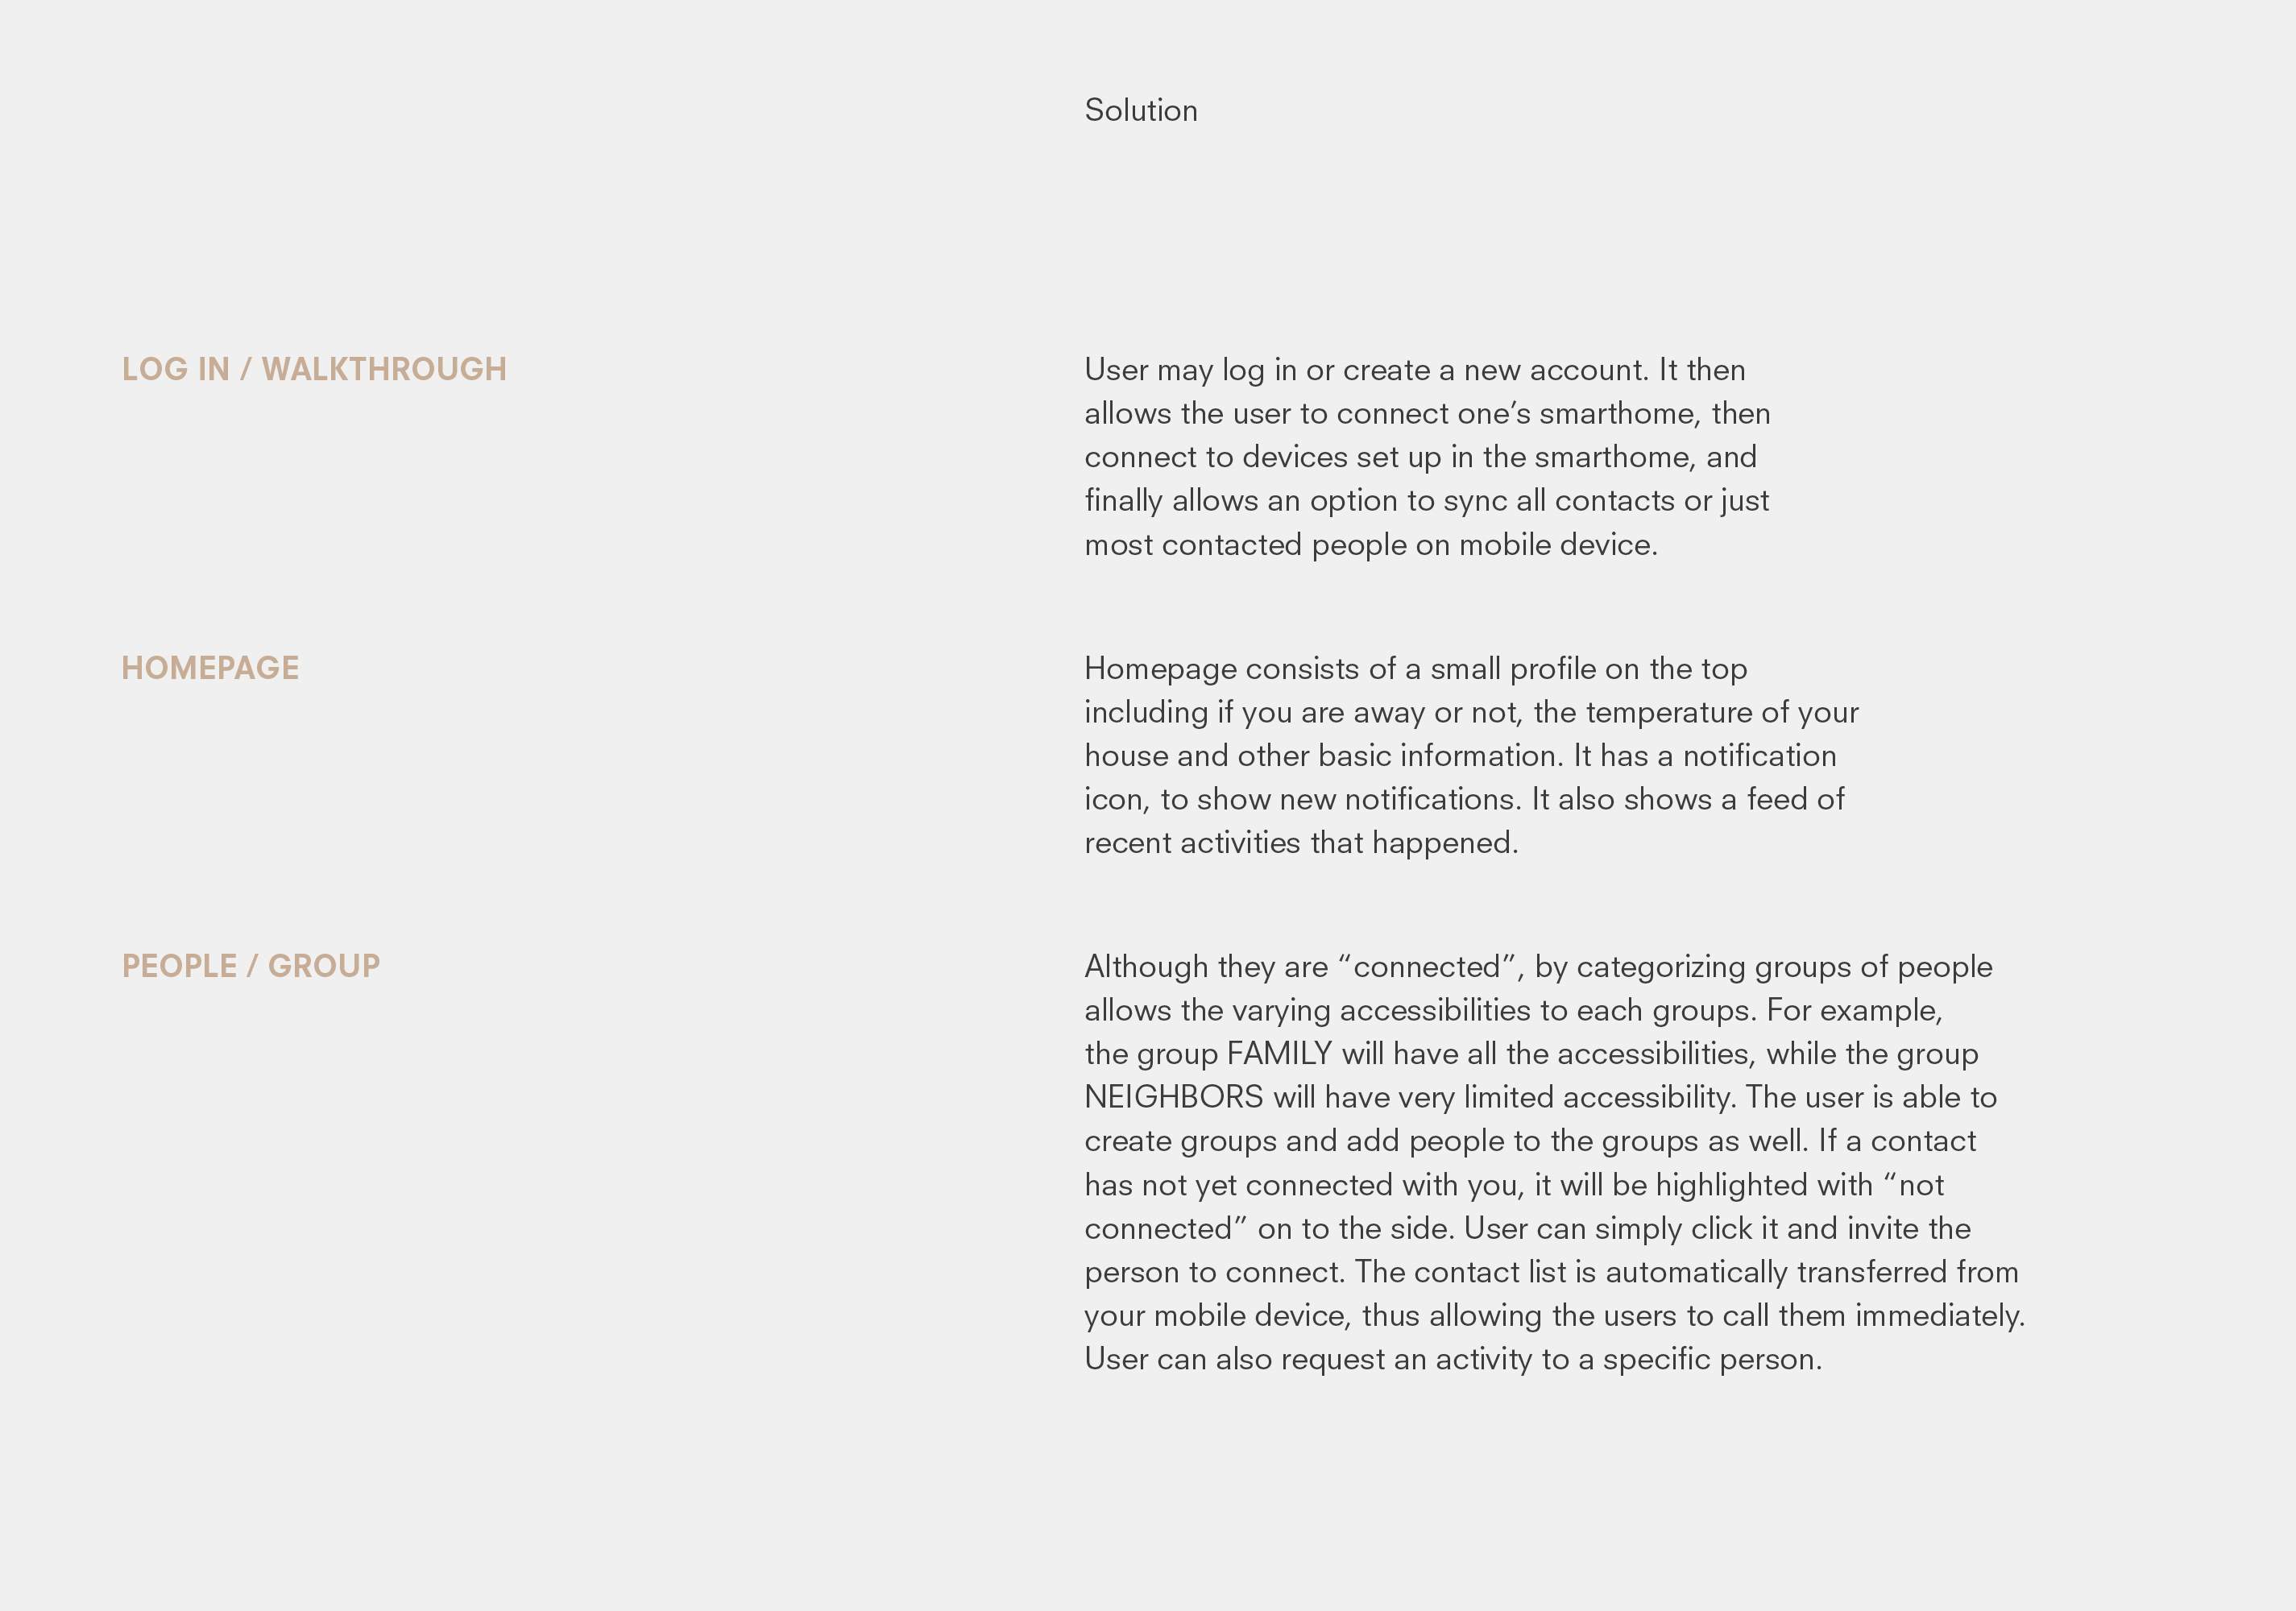 Solution
LOG IN / WALKTHROUGH
User may log in or create a new account. It then
allows the user to connect one’s smarthome, then
connect to devices set up in the smarthome, and
finally allows an option to sync all contacts or just
most contacted people on mobile device.
HOMEPAGE
Homepage consists of a small profile on the top
including if you are away or not, the temperature of your
house and other basic information. It has a notification
icon, to show new notifications. It also shows a feed of
recent activities that happened.
PEOPLE / GROUP
Although they are “connected”, by categorizing groups of people
allows the varying accessibilities to each groups. For example,
the group FAMILY will have all the accessibilities, while the group
NEIGHBORS will have very limited accessibility. The user is able to
create groups and add people to the groups as well. If a contact
has not yet connected with you, it will be highlighted with “not
connected” on to the side. User can simply click it and invite the
person to connect. The contact list is automatically transferred from
your mobile device, thus allowing the users to call them immediately.
User can also request an activity to a specific person.